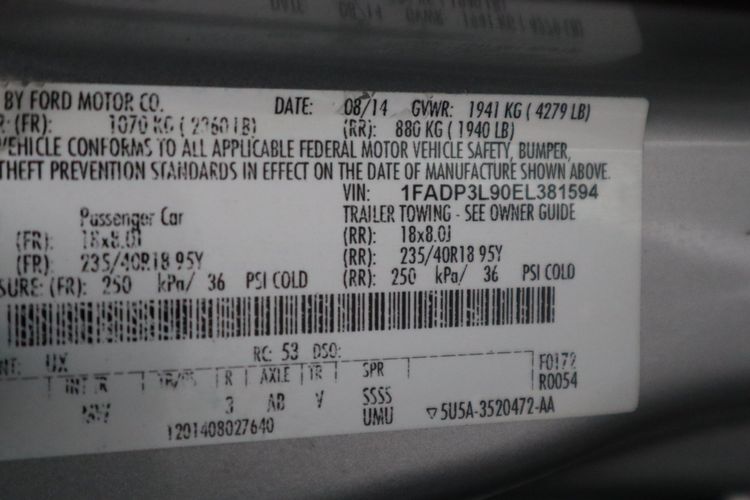 BY FORD MOTOR CO. DATE: 08/14 GVWR: 1941 KG ( 4279 LB)
(FR): 1070 KG ( 2360 LB) (RR): 880 KG ( 1940 LB)
VEHICLE CONFORMS TO ALL APPLICABLE FEDERAL MOTOR VEHICLE SAFETY, BUMPER,
THEFT PREVENTION STANDARDS IN EFFECT ON THE DATE OF MANUFACTURE SHOWN ABOVE.
VIN: 1FADP3L90EL381594
Passenger Car TRAILER TOWING - SEE OWNER GUIDE
(FR): 18x8.0J (RR): 18x8.0J
(FR): 235/40R18 95Y (RR): 235/40R18 95Y
SURE: (FR): 250 kPa/ 36 PSI COLD (RR): 250 kPa/ 36 PSI COLD
UX RC: 53 DSO:
INT TR R AXLE TR SPR F0172
3 AB V SSSS R0054
UMU ▽5U5A-3520472-AA
1201408027640